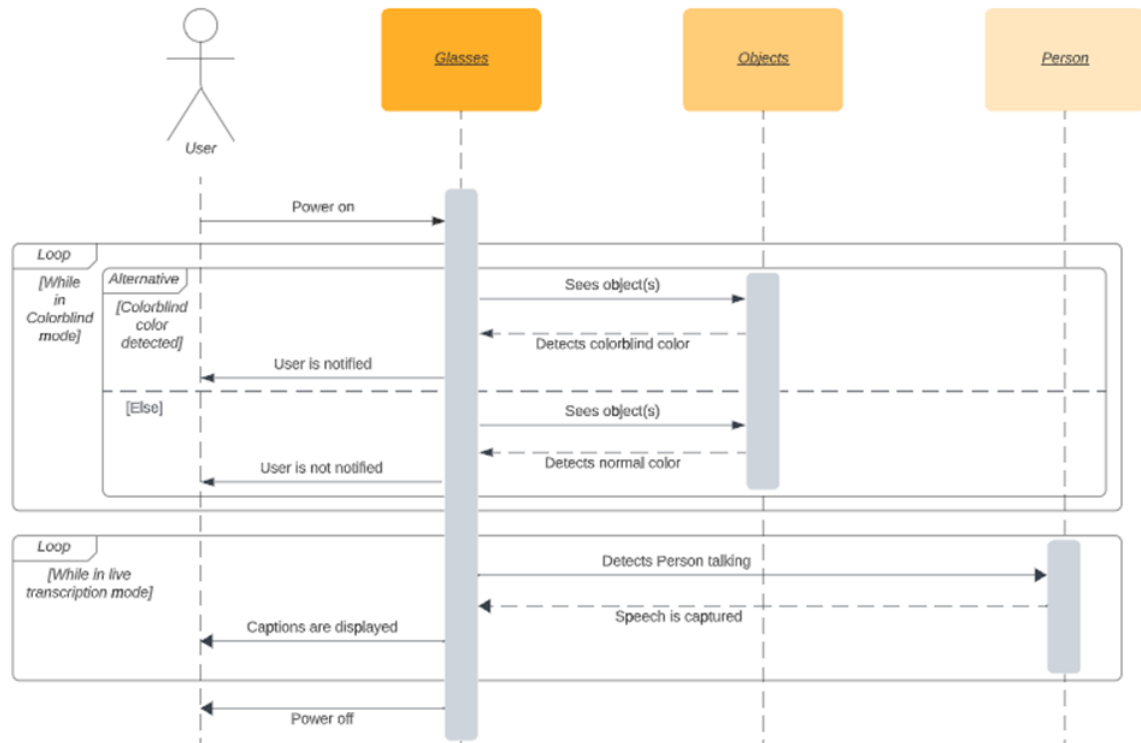 Glasses
Objects
Person
User
Power on
Loop
[While
in
Colorblind
mode]
Alternative
[Colorblind
color
detected]
Sees object(s)
Detects colorblind color
User is notified
[Else]
Sees object(s)
Detects normal color
User is not notified
Loop
[While in live
transcription mode]
Detects Person talking
Speech is captured
Captions are displayed
Power off